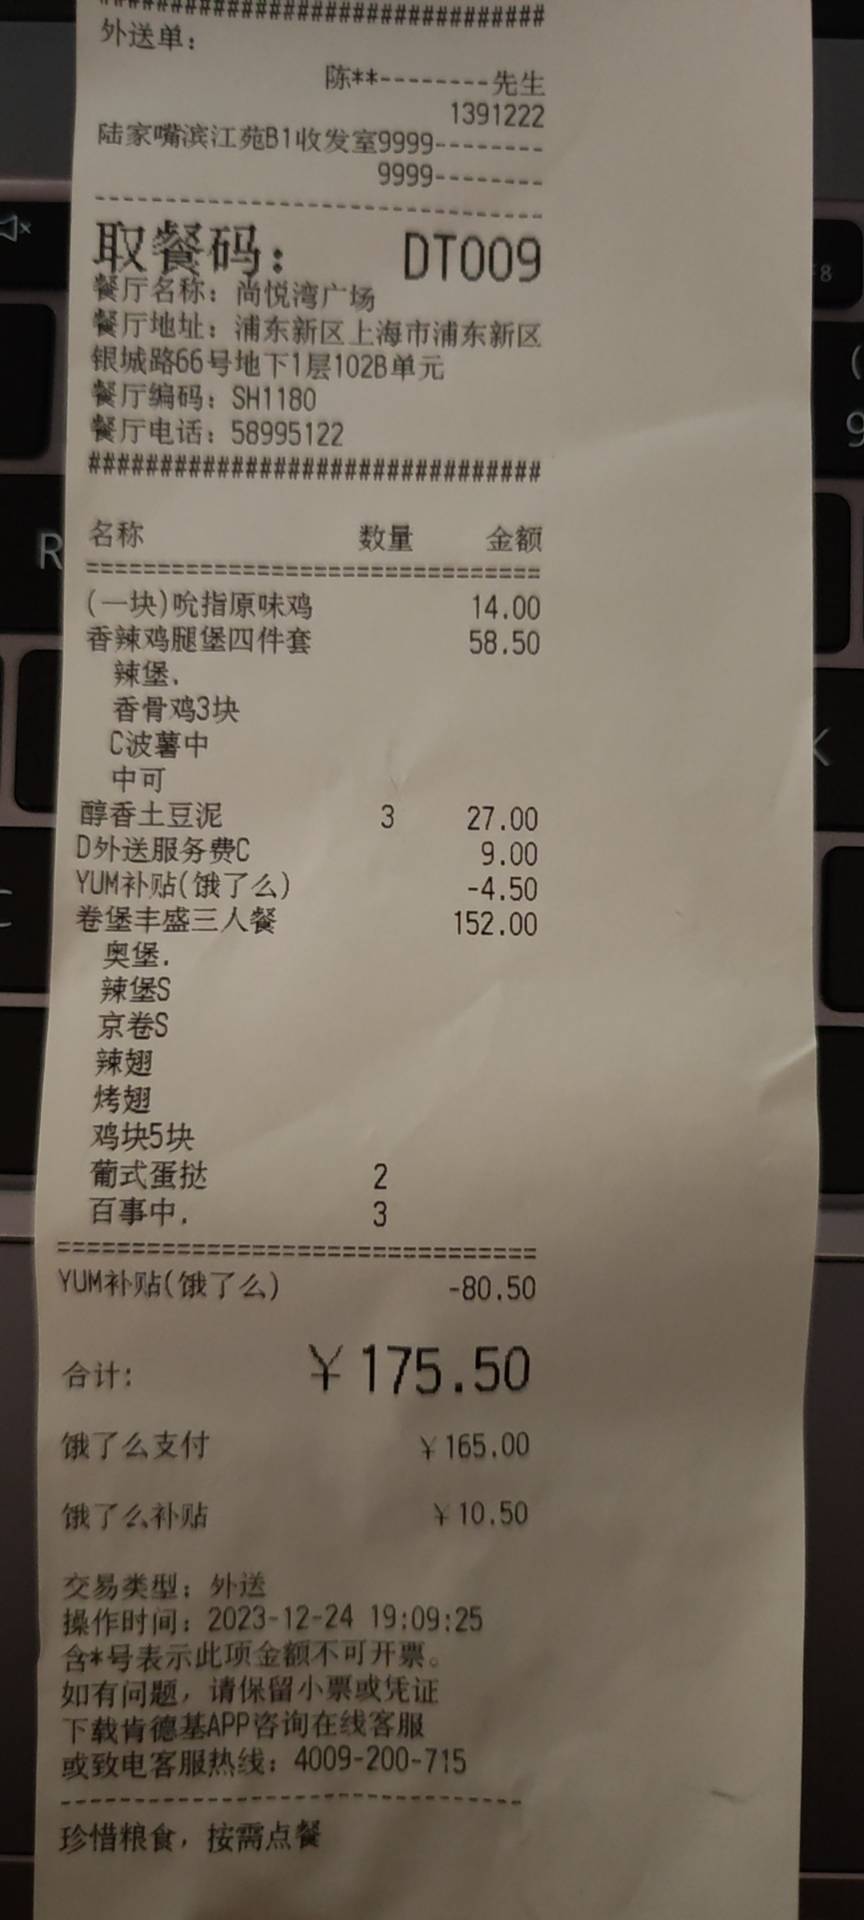 ################################
外送单：
陈**--------先生
1391222
陆家嘴滨江苑B1收发室9999--------
9999--------
--------------------------------
取餐码： DT009
餐厅名称：尚悦湾广场
餐厅地址：浦东新区上海市浦东新区
银城路66号地下1层102B单元
餐厅编码：SH1180
餐厅电话：58995122
################################
名称 数量 金额
================================
(一块)吮指原味鸡 14.00
香辣鸡腿堡四件套 58.50
辣堡.
香骨鸡3块
C波薯中
中可
醇香土豆泥 3 27.00
D外送服务费C 9.00
YUM补贴(饿了么) -4.50
卷堡丰盛三人餐 152.00
奥堡.
辣堡S
京卷S
辣翅
烤翅
鸡块5块
葡式蛋挞 2
百事中. 3
================================
YUM补贴(饿了么) -80.50
合计: ￥175.50
饿了么支付 ￥165.00
饿了么补贴 ￥10.50
交易类型：外送
操作时间：2023-12-24 19:09:25
含*号表示此项金额不可开票。
如有问题，请保留小票或凭证
下载肯德基APP咨询在线客服
或致电客服热线：4009-200-715
--------------------------------
珍惜粮食，按需点餐